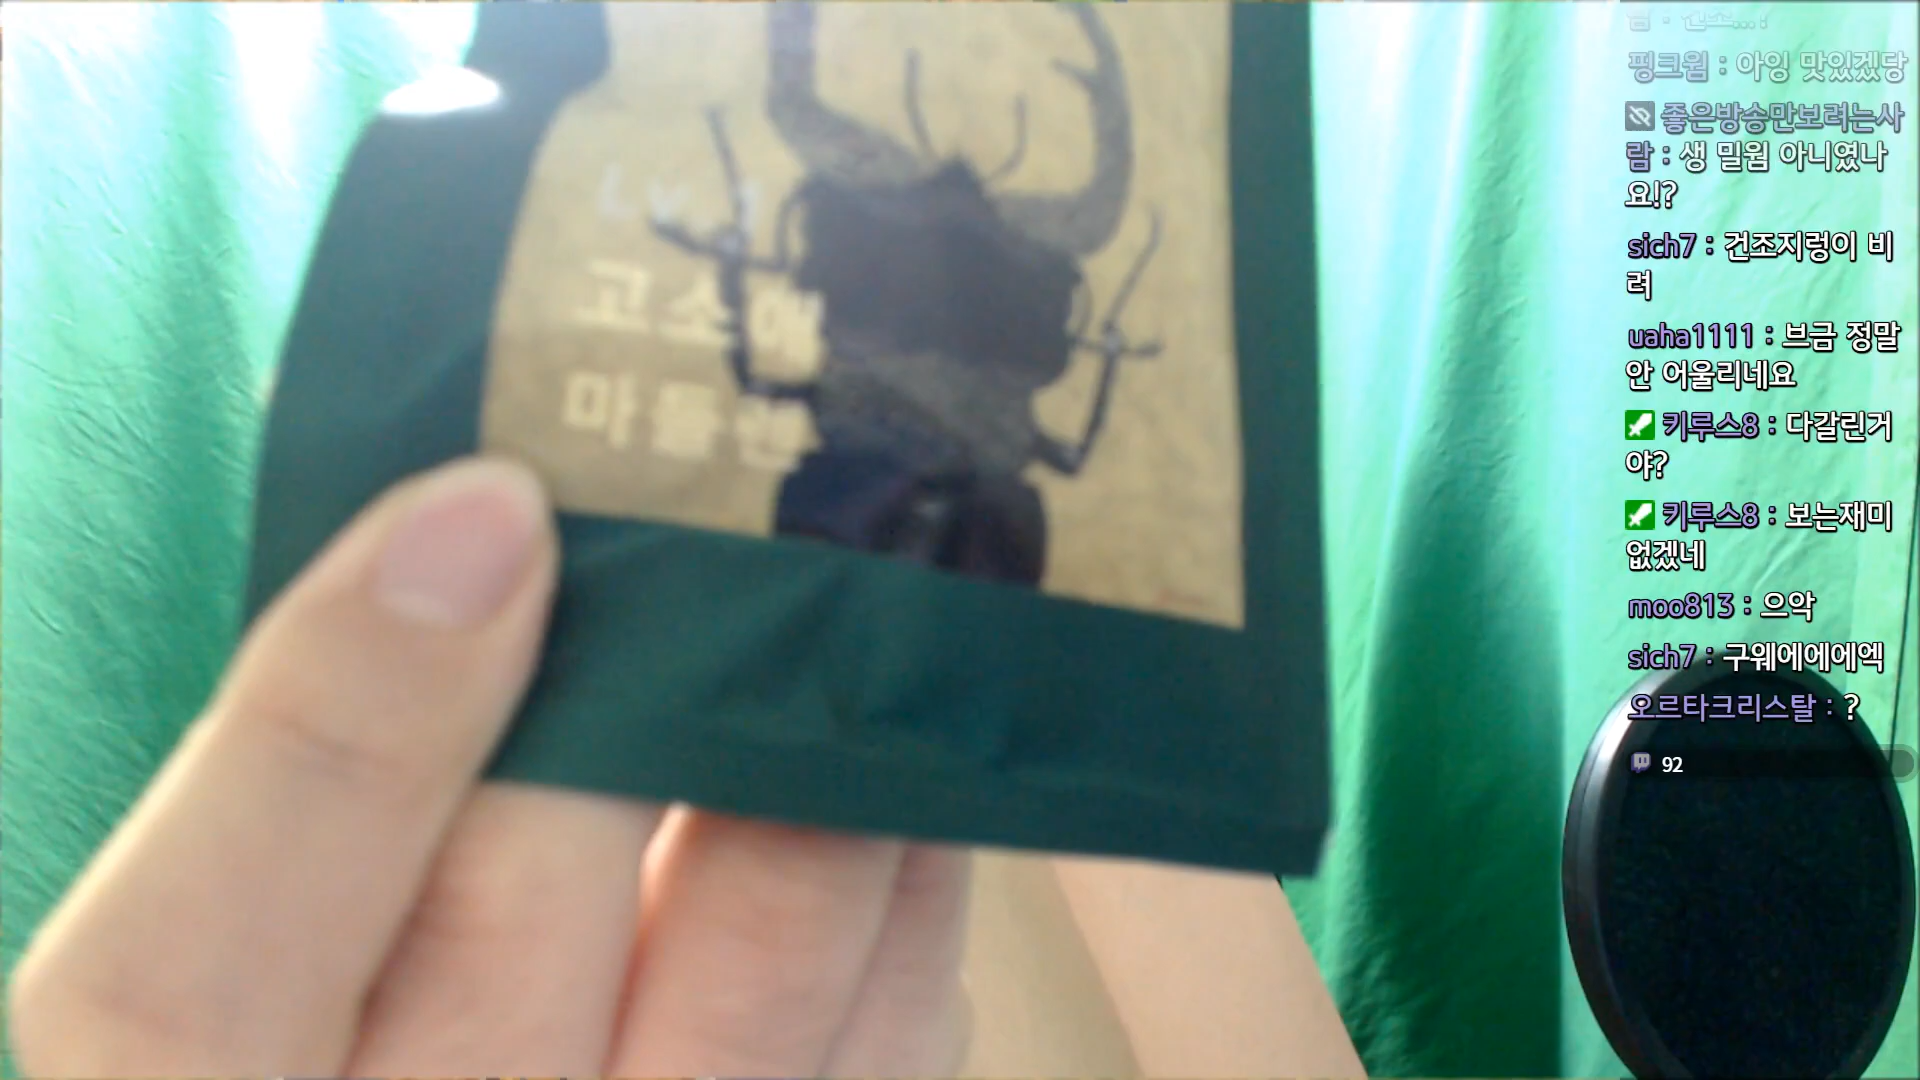 Lv. 1
고소애
마들렌
핑크웜 : 아잉 맛있겠당
좋은방송만보려는사
람 : 생 밀웜 아니였나
요!?
sich7 : 건조지렁이 비
려
uaha1111 : 브금 정말
안 어울리네요
키루스8 : 다갈린거
야?
키루스8 : 보는재미
없겠네
moo813 : 으악
sich7 : 구웨에에에엑
오르타크리스탈 : ?
92